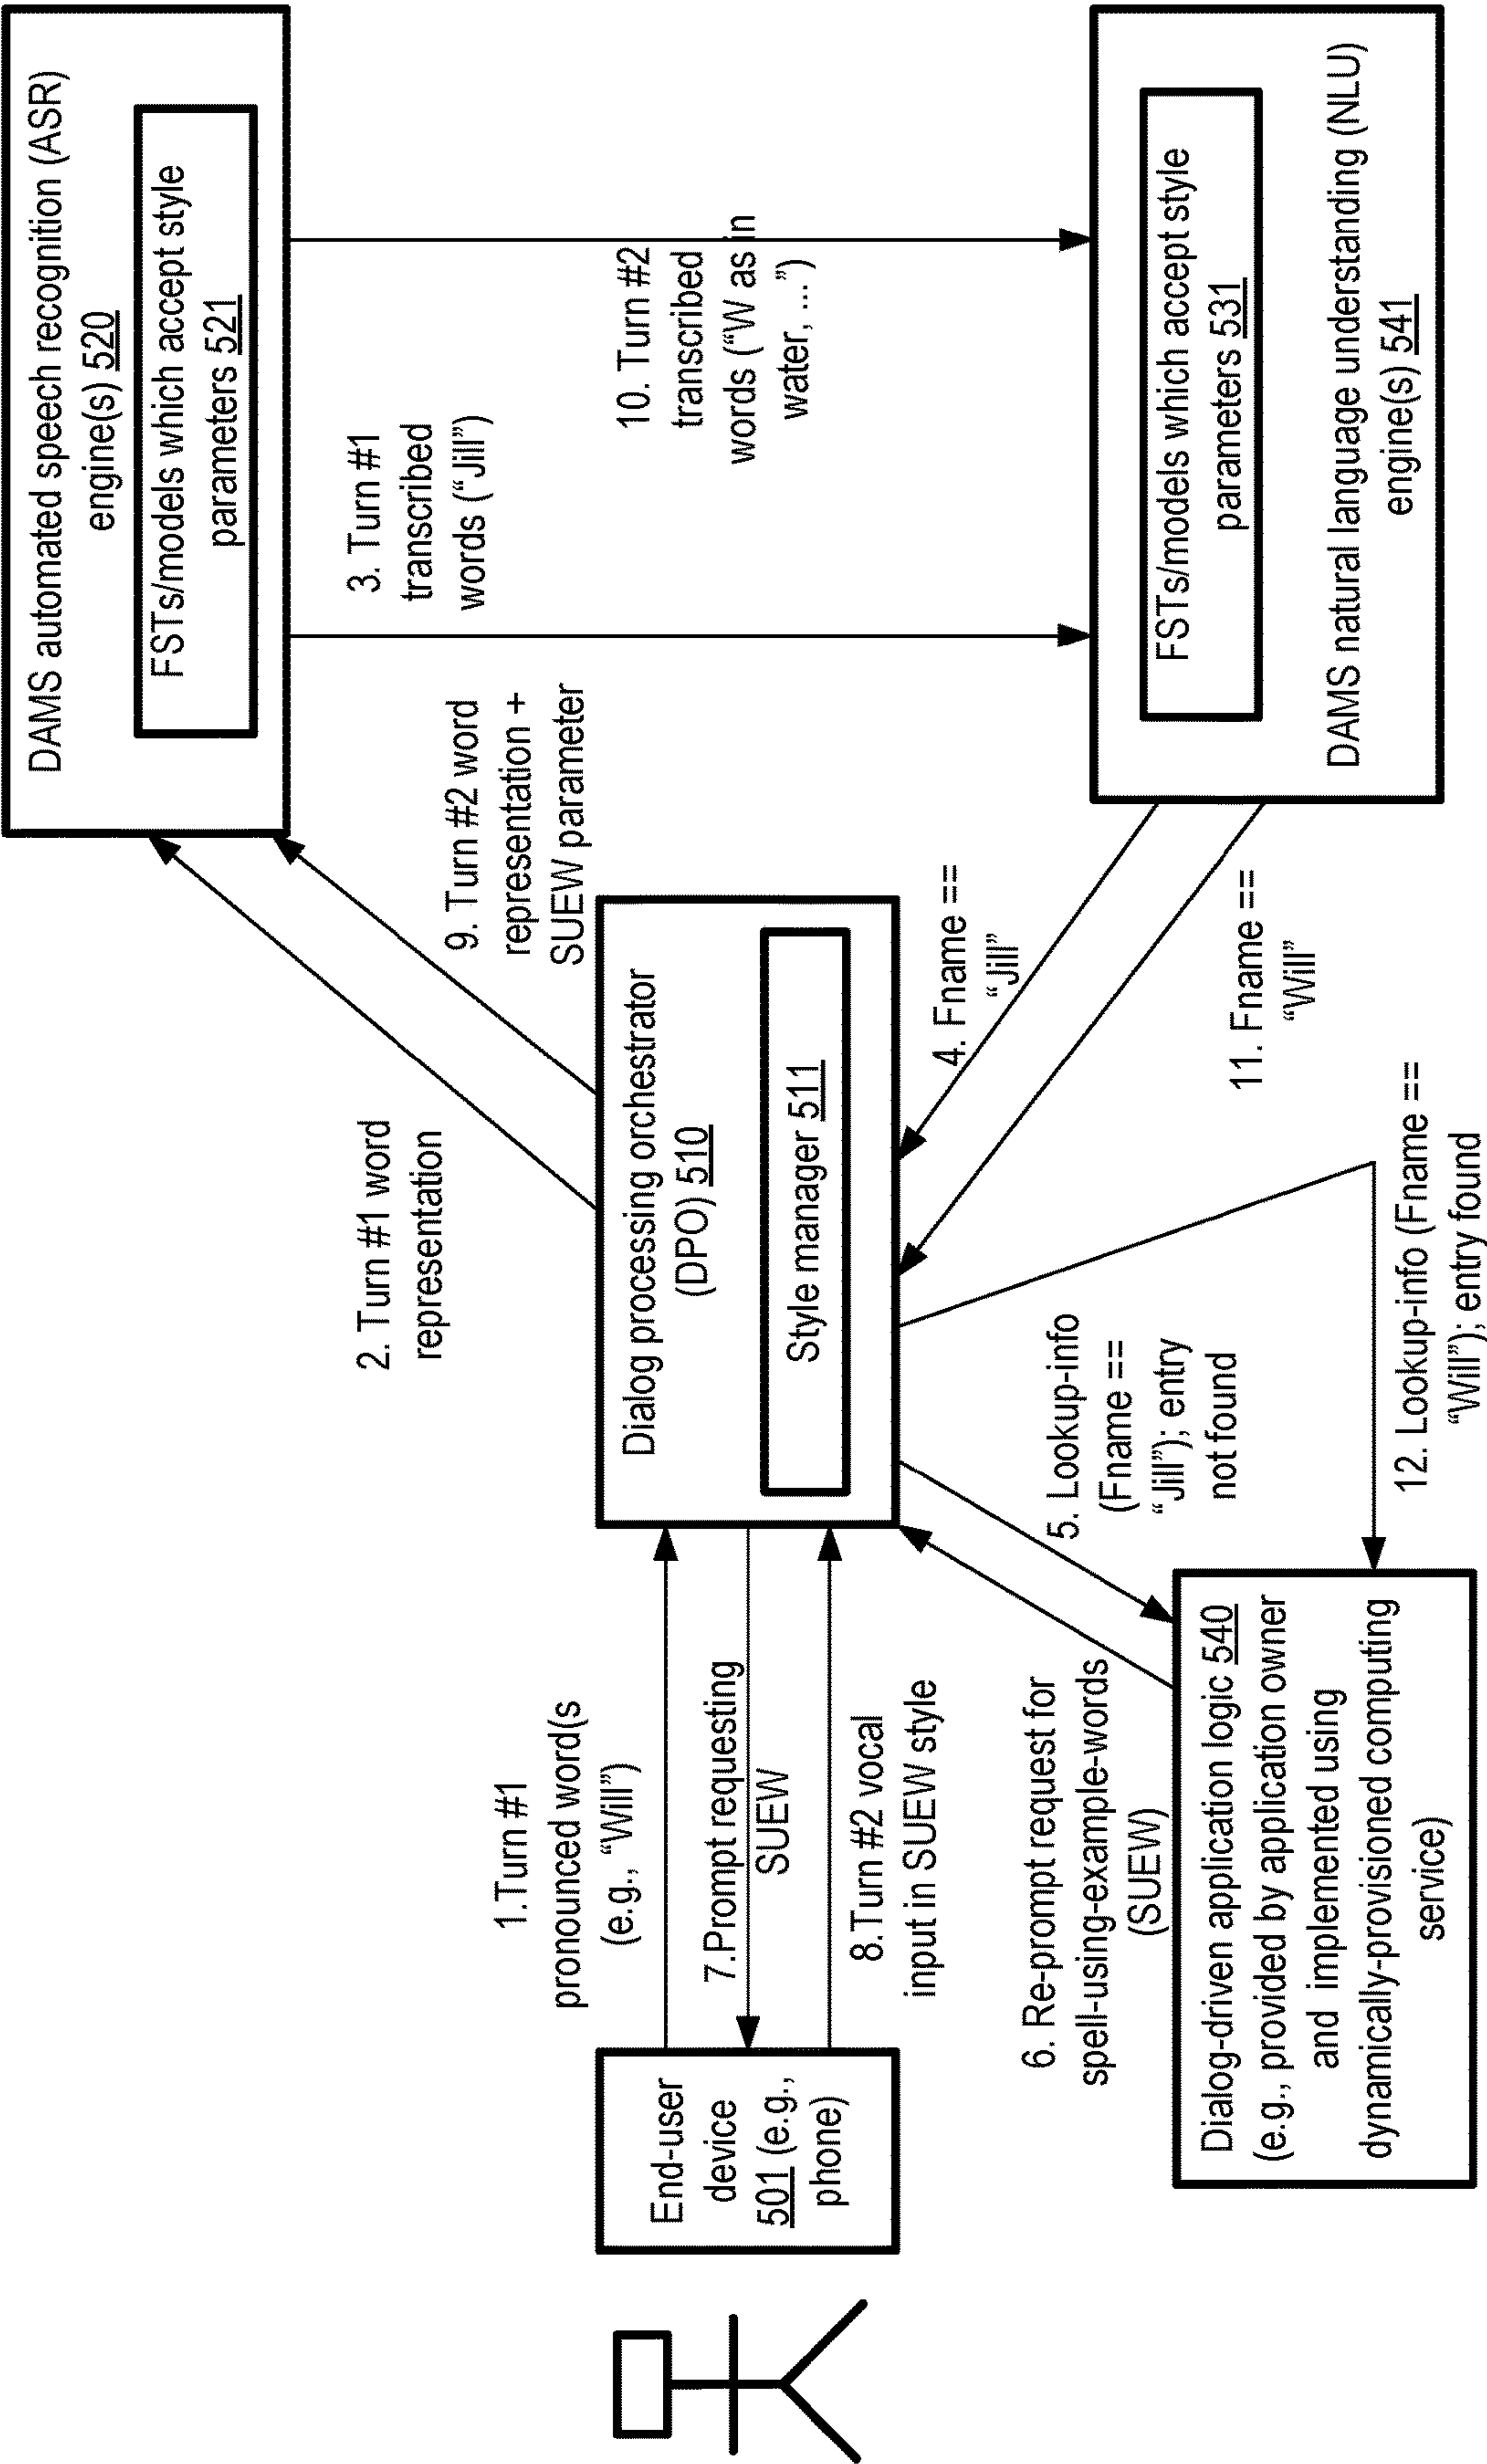 DAMS automated speech recognition (ASR)
engine(s) 520
FSTs/models which accept style
parameters 521
2. Turn #1 word
representation
9. Turn #2 word
representation +
SUEW parameter
3. Turn #1
transcribed
words (“Jill”)
10. Turn #2
transcribed
words (“W as in
water, ...”)
1.Turn #1
pronounced word(s
(e.g., “Will”)
7.Prompt requesting
SUEW
8.Turn #2 vocal
input in SUEW style
End-user
device
501 (e.g.,
phone)
Dialog processing orchestrator
(DPO) 510
Style manager 511
4. Fname ==
“Jill”
11. Fname ==
“Will”
5. Lookup-info
(Fname ==
“Jill”); entry
not found
6. Re-prompt request for
spell-using-example-words
(SUEW)
12. Lookup-info (Fname ==
“Will”); entry found
Dialog-driven application logic 540
(e.g., provided by application owner
and implemented using
dynamically-provisioned computing
service)
FSTs/models which accept style
parameters 531
DAMS natural language understanding (NLU)
engine(s) 541